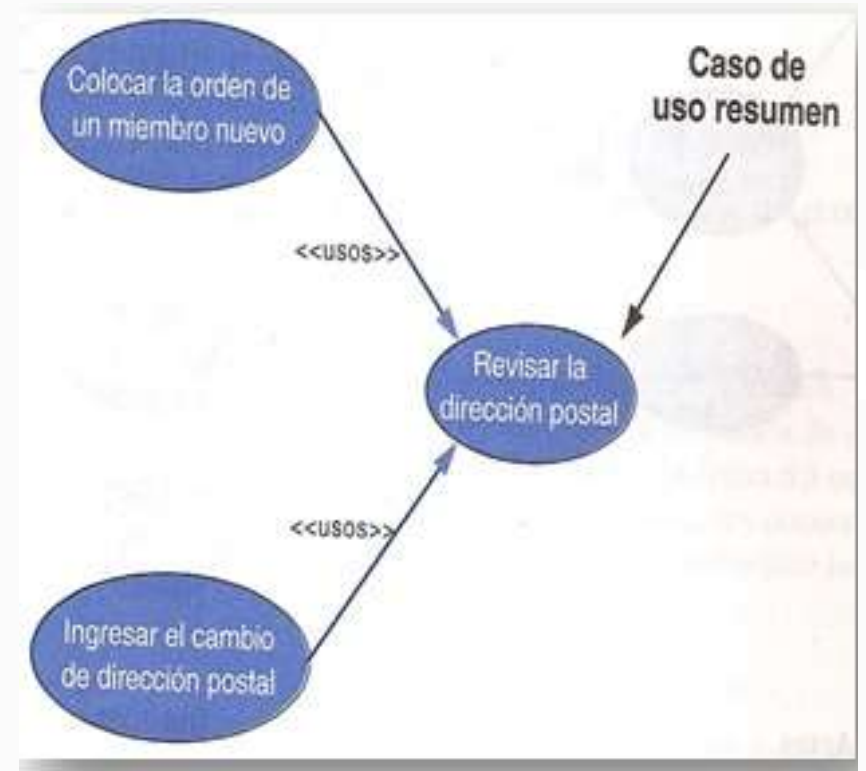 Colocar la orden de
un miembro nuevo
Caso de
uso resumen
<<usos>>
Revisar la
dirección postal
<<usos>>
Ingresar el cambio
de dirección postal